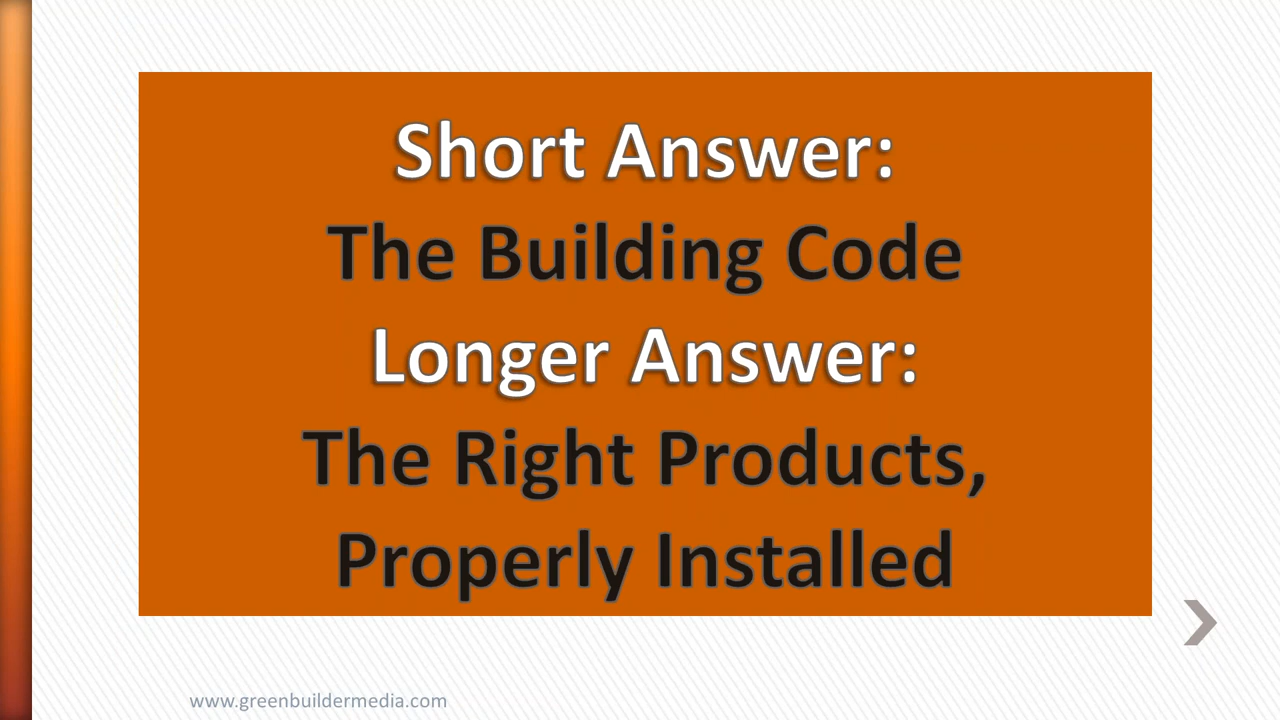 Short Answer:
The Building Code
Longer Answer:
The Right Products,
Properly Installed
www.greenbuildermedia.com